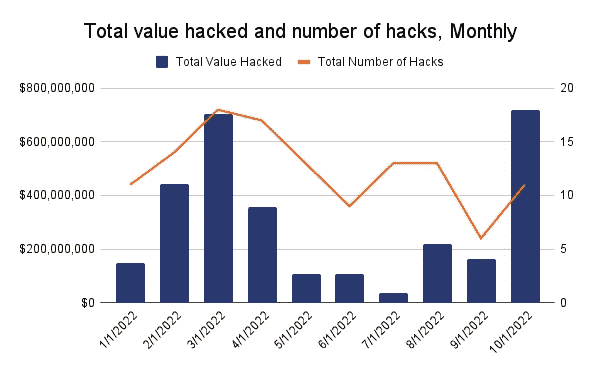 Total value hacked and number of hacks, Monthly
Total Value Hacked Total Number of Hacks
$800,000,000 20
$600,000,000 15
$400,000,000 10
$200,000,000 5
$0 0
1/1/2022 2/1/2022 3/1/2022 4/1/2022 5/1/2022 6/1/2022 7/1/2022 8/1/2022 9/1/2022 10/1/2022